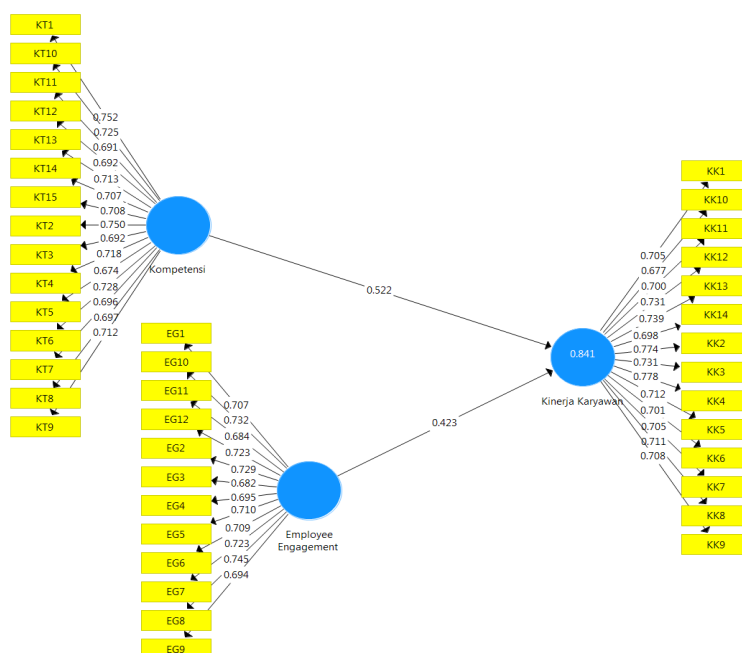 KT1
KT10
KT11
KT12
KT13
KT14
KT15
KT2
KT3
KT4
KT5
KT6
KT7
KT8
KT9
0.752
0.725
0.691
0.692
0.713
0.707
0.708
0.750
0.692
0.718
0.674
0.728
0.696
0.697
0.712
Kompetensi
0.522
EG1
EG10
EG11
EG12
EG2
EG3
EG4
EG5
EG6
EG7
EG8
EG9
0.707
0.732
0.684
0.723
0.729
0.682
0.695
0.710
0.709
0.723
0.745
0.694
Employee
Engagement
0.423
0.841
Kinerja Karyawan
0.705
0.677
0.700
0.731
0.739
0.698
0.774
0.731
0.778
0.712
0.701
0.705
0.711
0.708
KK1
KK10
KK11
KK12
KK13
KK14
KK2
KK3
KK4
KK5
KK6
KK7
KK8
KK9